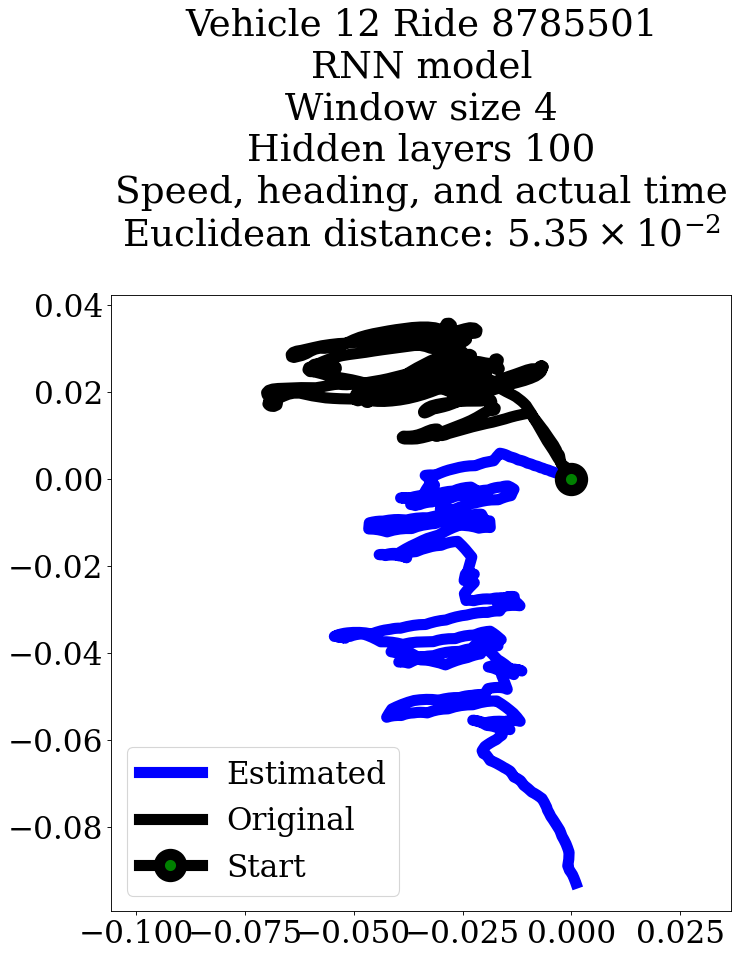 Vehicle 12 Ride 8785501
RNN model
Window size 4
Hidden layers 100
Speed, heading, and actual time
Euclidean distance: 5.35 × 10⁻²
0.04
0.02
0.00
−0.02
−0.04
−0.06
−0.08
Estimated
Original
Start
−0.100 −0.075 −0.050 −0.025 0.000 0.025